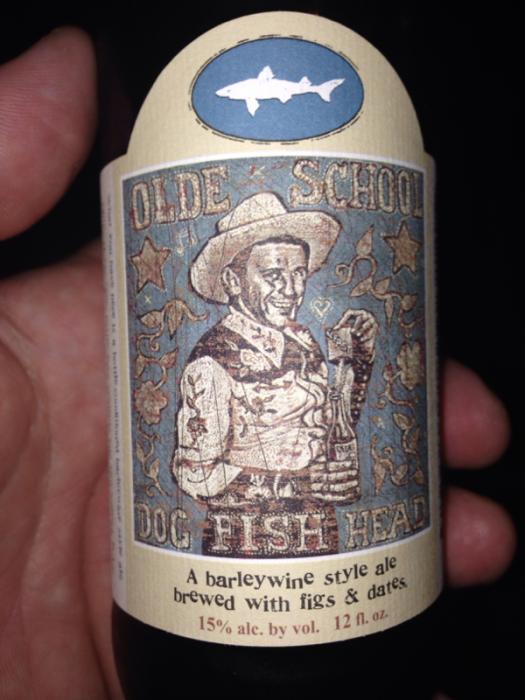 OLDE SCHOOL
DOG FISH HEAD
A barleywine style ale
brewed with figs & dates.
15% alc. by vol. 12 fl. oz.